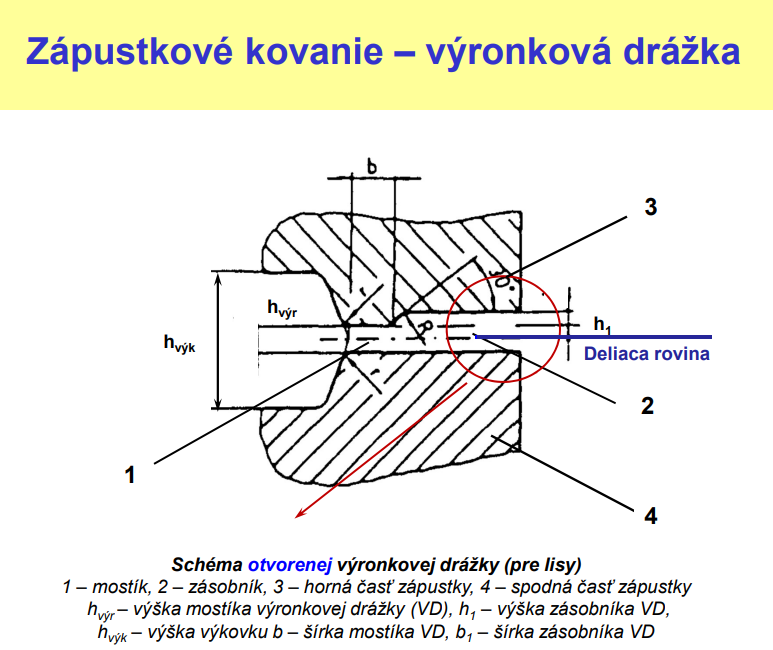 Zápustkové kovanie – výronková drážka
b
3
r
hvýr
hvýk
R
h1
Deliaca rovina
r
2
1
4
Schéma otvorenej výronkovej drážky (pre lisy)
1 – mostík, 2 – zásobník, 3 – horná časť zápustky, 4 – spodná časť zápustky
hvýr – výška mostíka výronkovej drážky (VD), h1 – výška zásobníka VD,
hvýk – výška výkovku b – šírka mostíka VD, b1 – šírka zásobníka VD